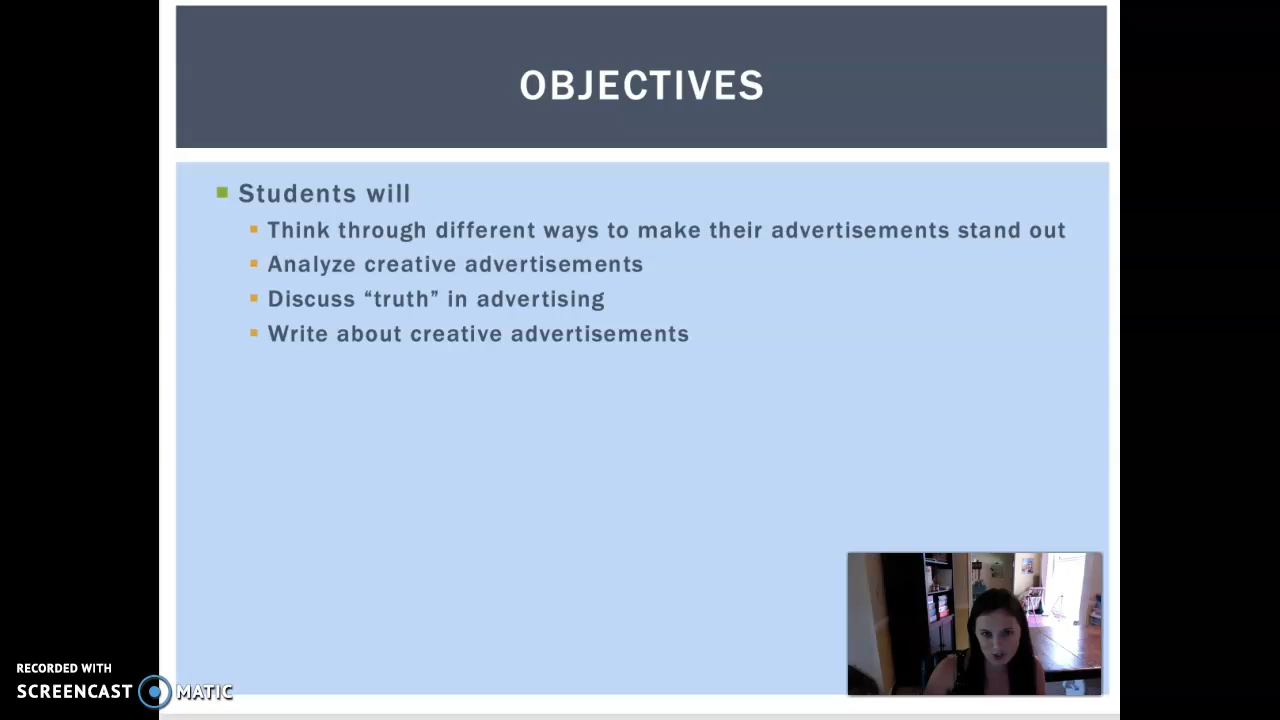 OBJECTIVES
Students will
Think through different ways to make their advertisements stand out
Analyze creative advertisements
Discuss “truth” in advertising
Write about creative advertisements
RECORDED WITH
SCREENCAST MATIC